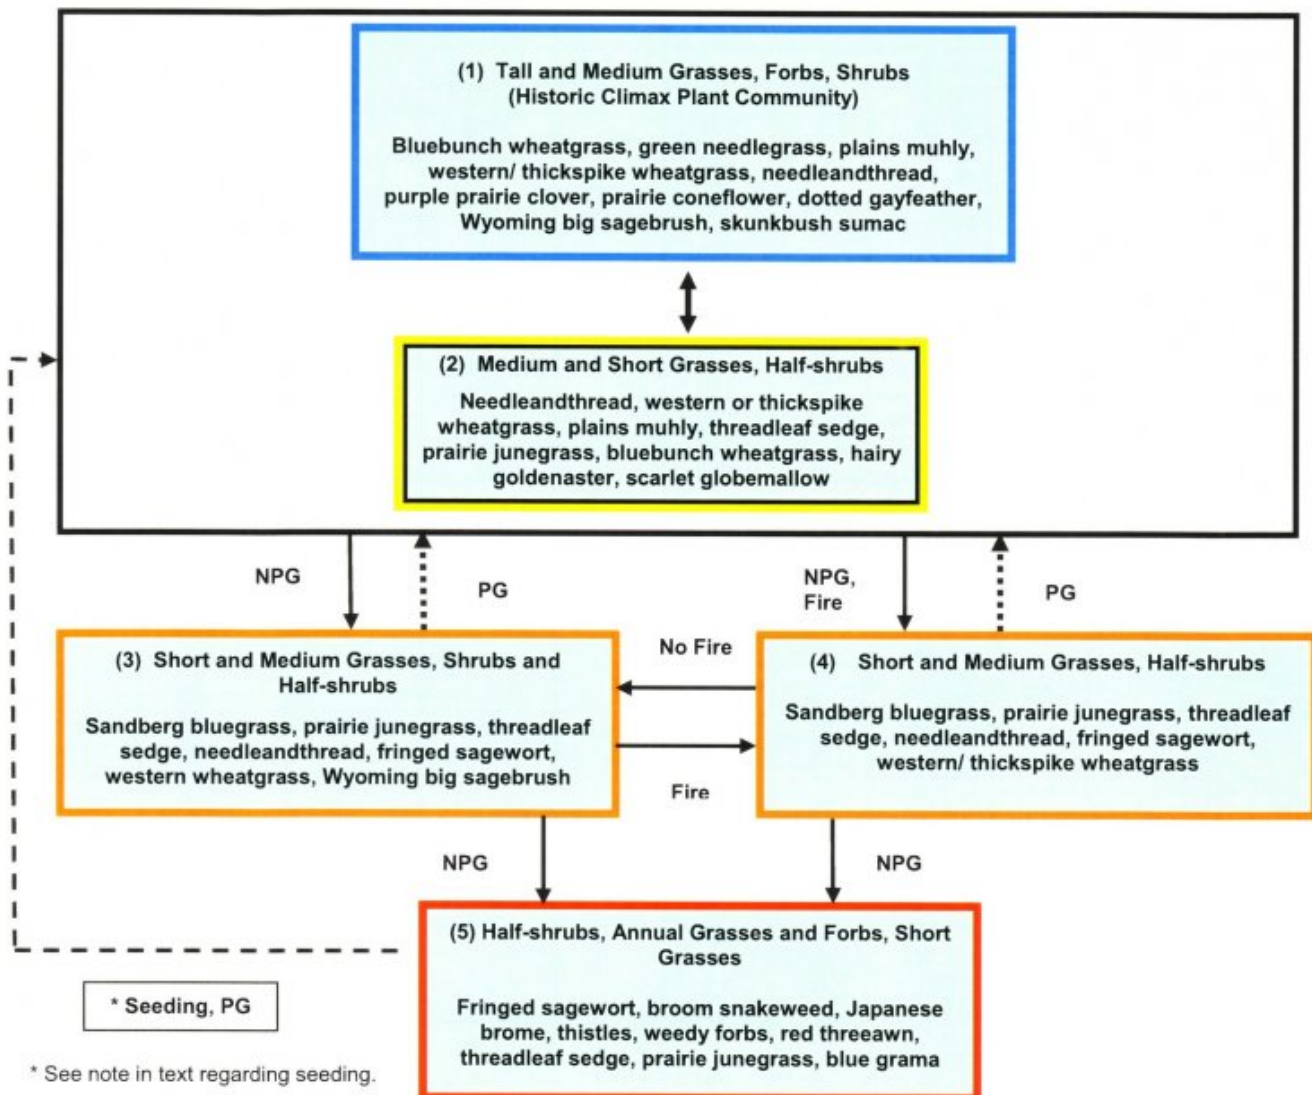 (1) Tall and Medium Grasses, Forbs, Shrubs
(Historic Climax Plant Community)
Bluebunch wheatgrass, green needlegrass, plains muhly,
western/ thickspike wheatgrass, needleandthread,
purple prairie clover, prairie coneflower, dotted gayfeather,
Wyoming big sagebrush, skunkbush sumac
(2) Medium and Short Grasses, Half-shrubs
Needleandthread, western or thickspike
wheatgrass, plains muhly, threadleaf sedge,
prairie junegrass, bluebunch wheatgrass, hairy
goldenaster, scarlet globemallow
NPG
PG
NPG,
Fire
PG
(3) Short and Medium Grasses, Shrubs and
Half-shrubs
Sandberg bluegrass, prairie junegrass, threadleaf
sedge, needleandthread, fringed sagewort,
western wheatgrass, Wyoming big sagebrush
No Fire
Fire
(4) Short and Medium Grasses, Half-shrubs
Sandberg bluegrass, prairie junegrass, threadleaf
sedge, needleandthread, fringed sagewort,
western/ thickspike wheatgrass
NPG
NPG
(5) Half-shrubs, Annual Grasses and Forbs, Short
Grasses
Fringed sagewort, broom snakeweed, Japanese
brome, thistles, weedy forbs, red threeawn,
threadleaf sedge, prairie junegrass, blue grama
* Seeding, PG
* See note in text regarding seeding.